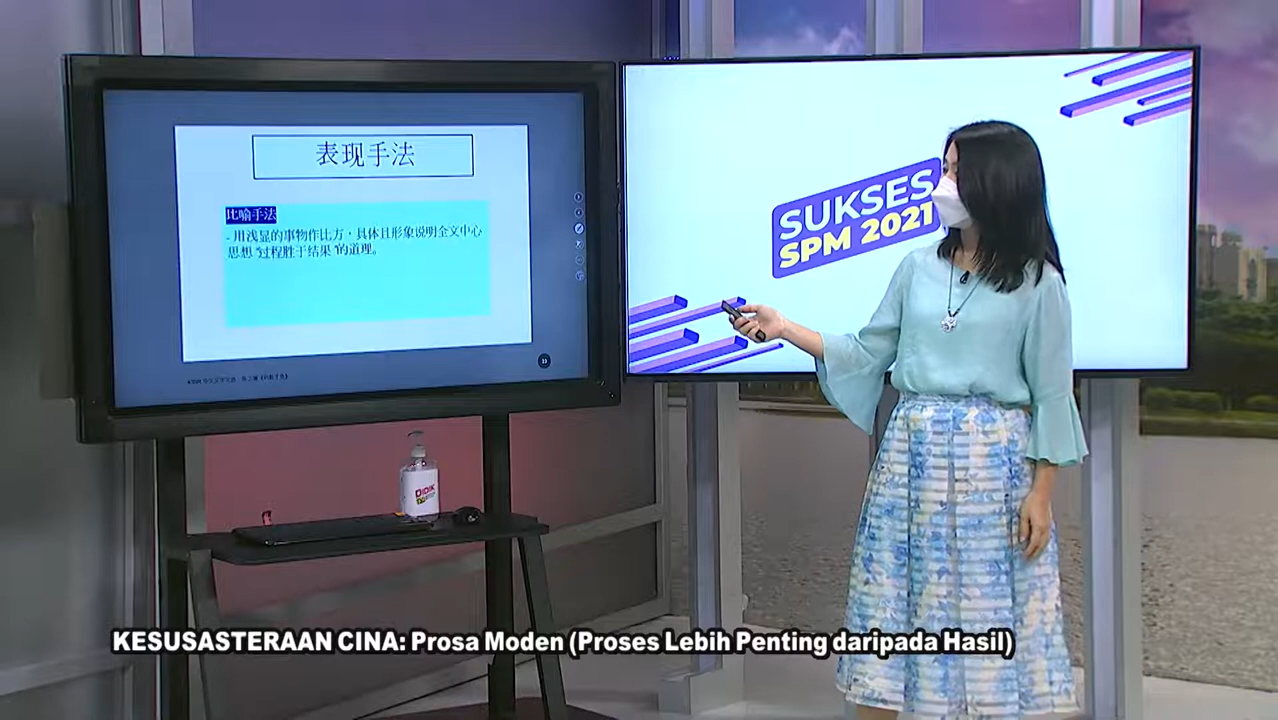 表现手法
比喻手法
- 用浅显的事物作比方，具体且形象说明全文中心
思想“过程胜于结果”的道理。
SUKSES
SPM 2021
DIDIK
KESUSASTERAAN CINA: Prosa Moden (Proses Lebih Penting daripada Hasil)